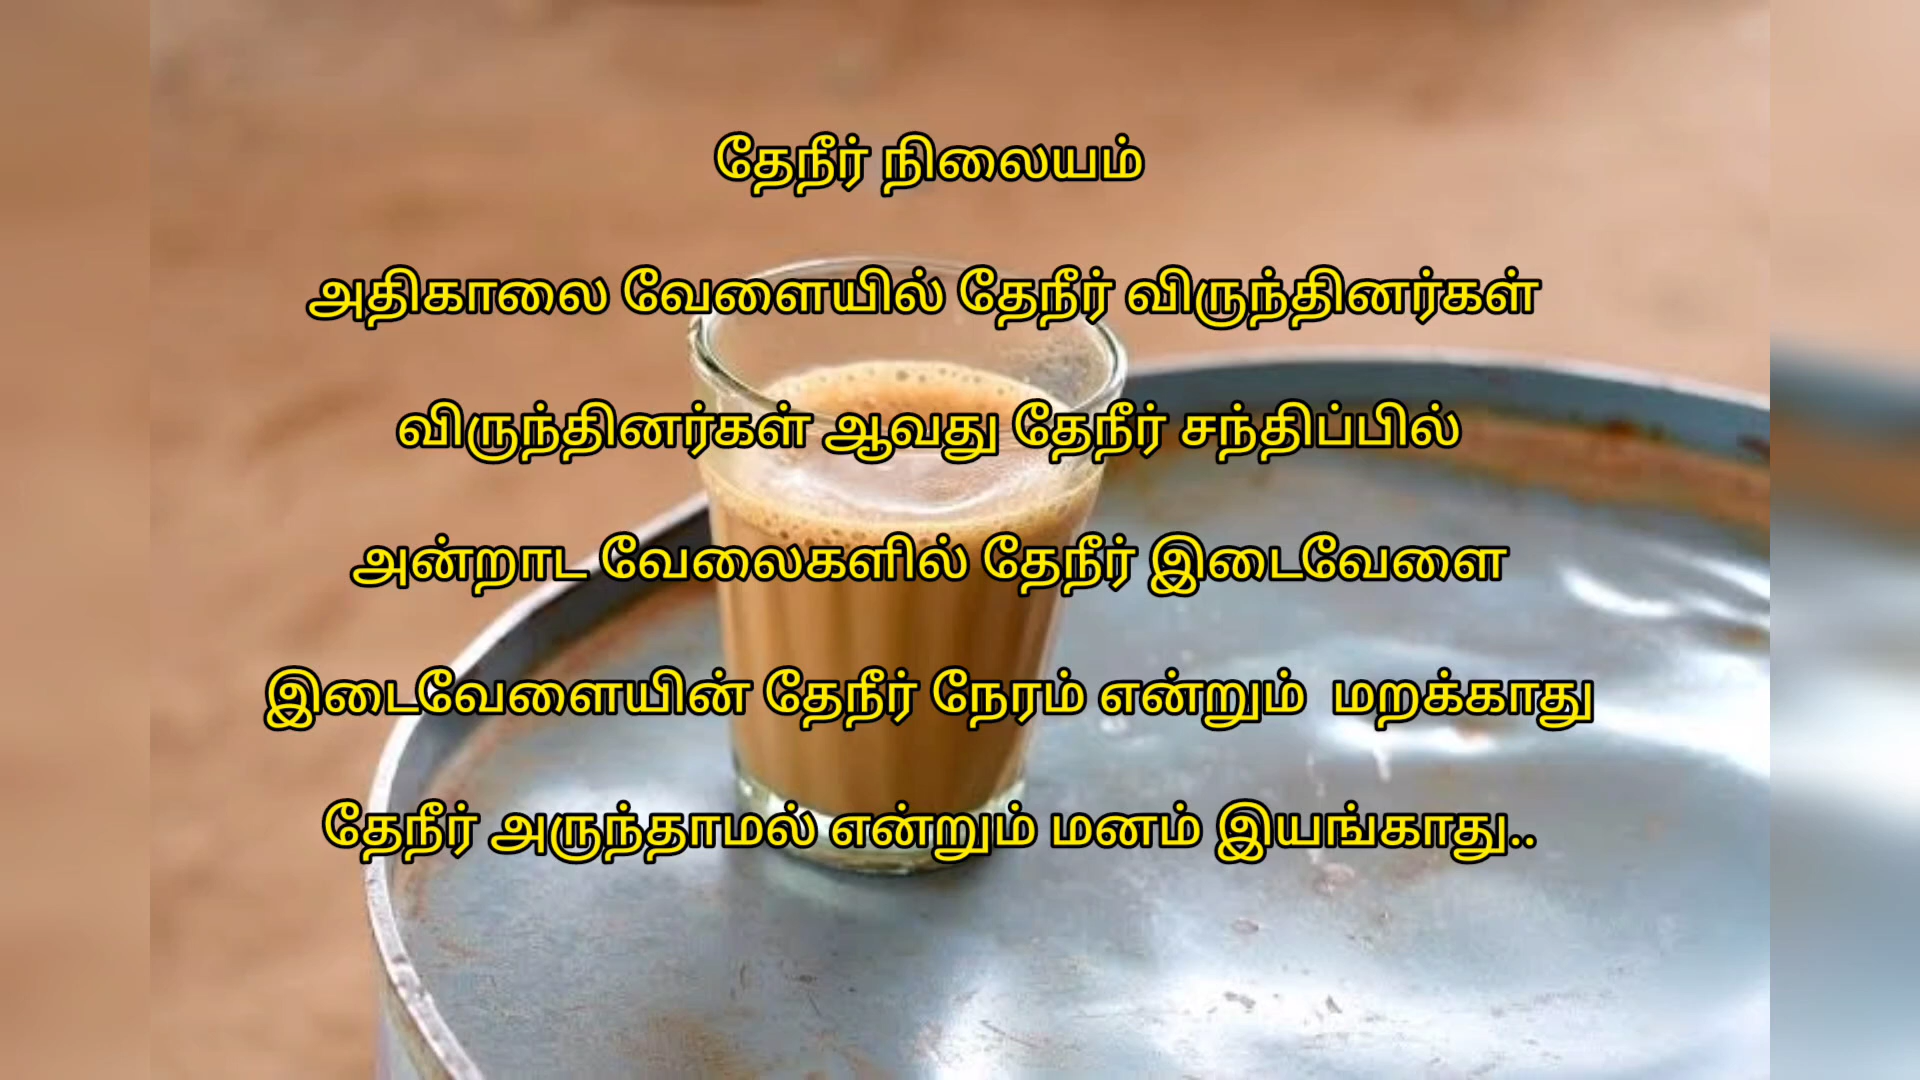 தேநீர் நிலையம்
அதிகாலை வேளையில் தேநீர் விருந்தினர்கள்
விருந்தினர்கள் ஆவது தேநீர் சந்திப்பில்
அன்றாட வேலைகளில் தேநீர் இடைவேளை
இடைவேளையின் தேநீர் நேரம் என்றும் மறக்காது
தேநீர் அருந்தாமல் என்றும் மனம் இயங்காது..